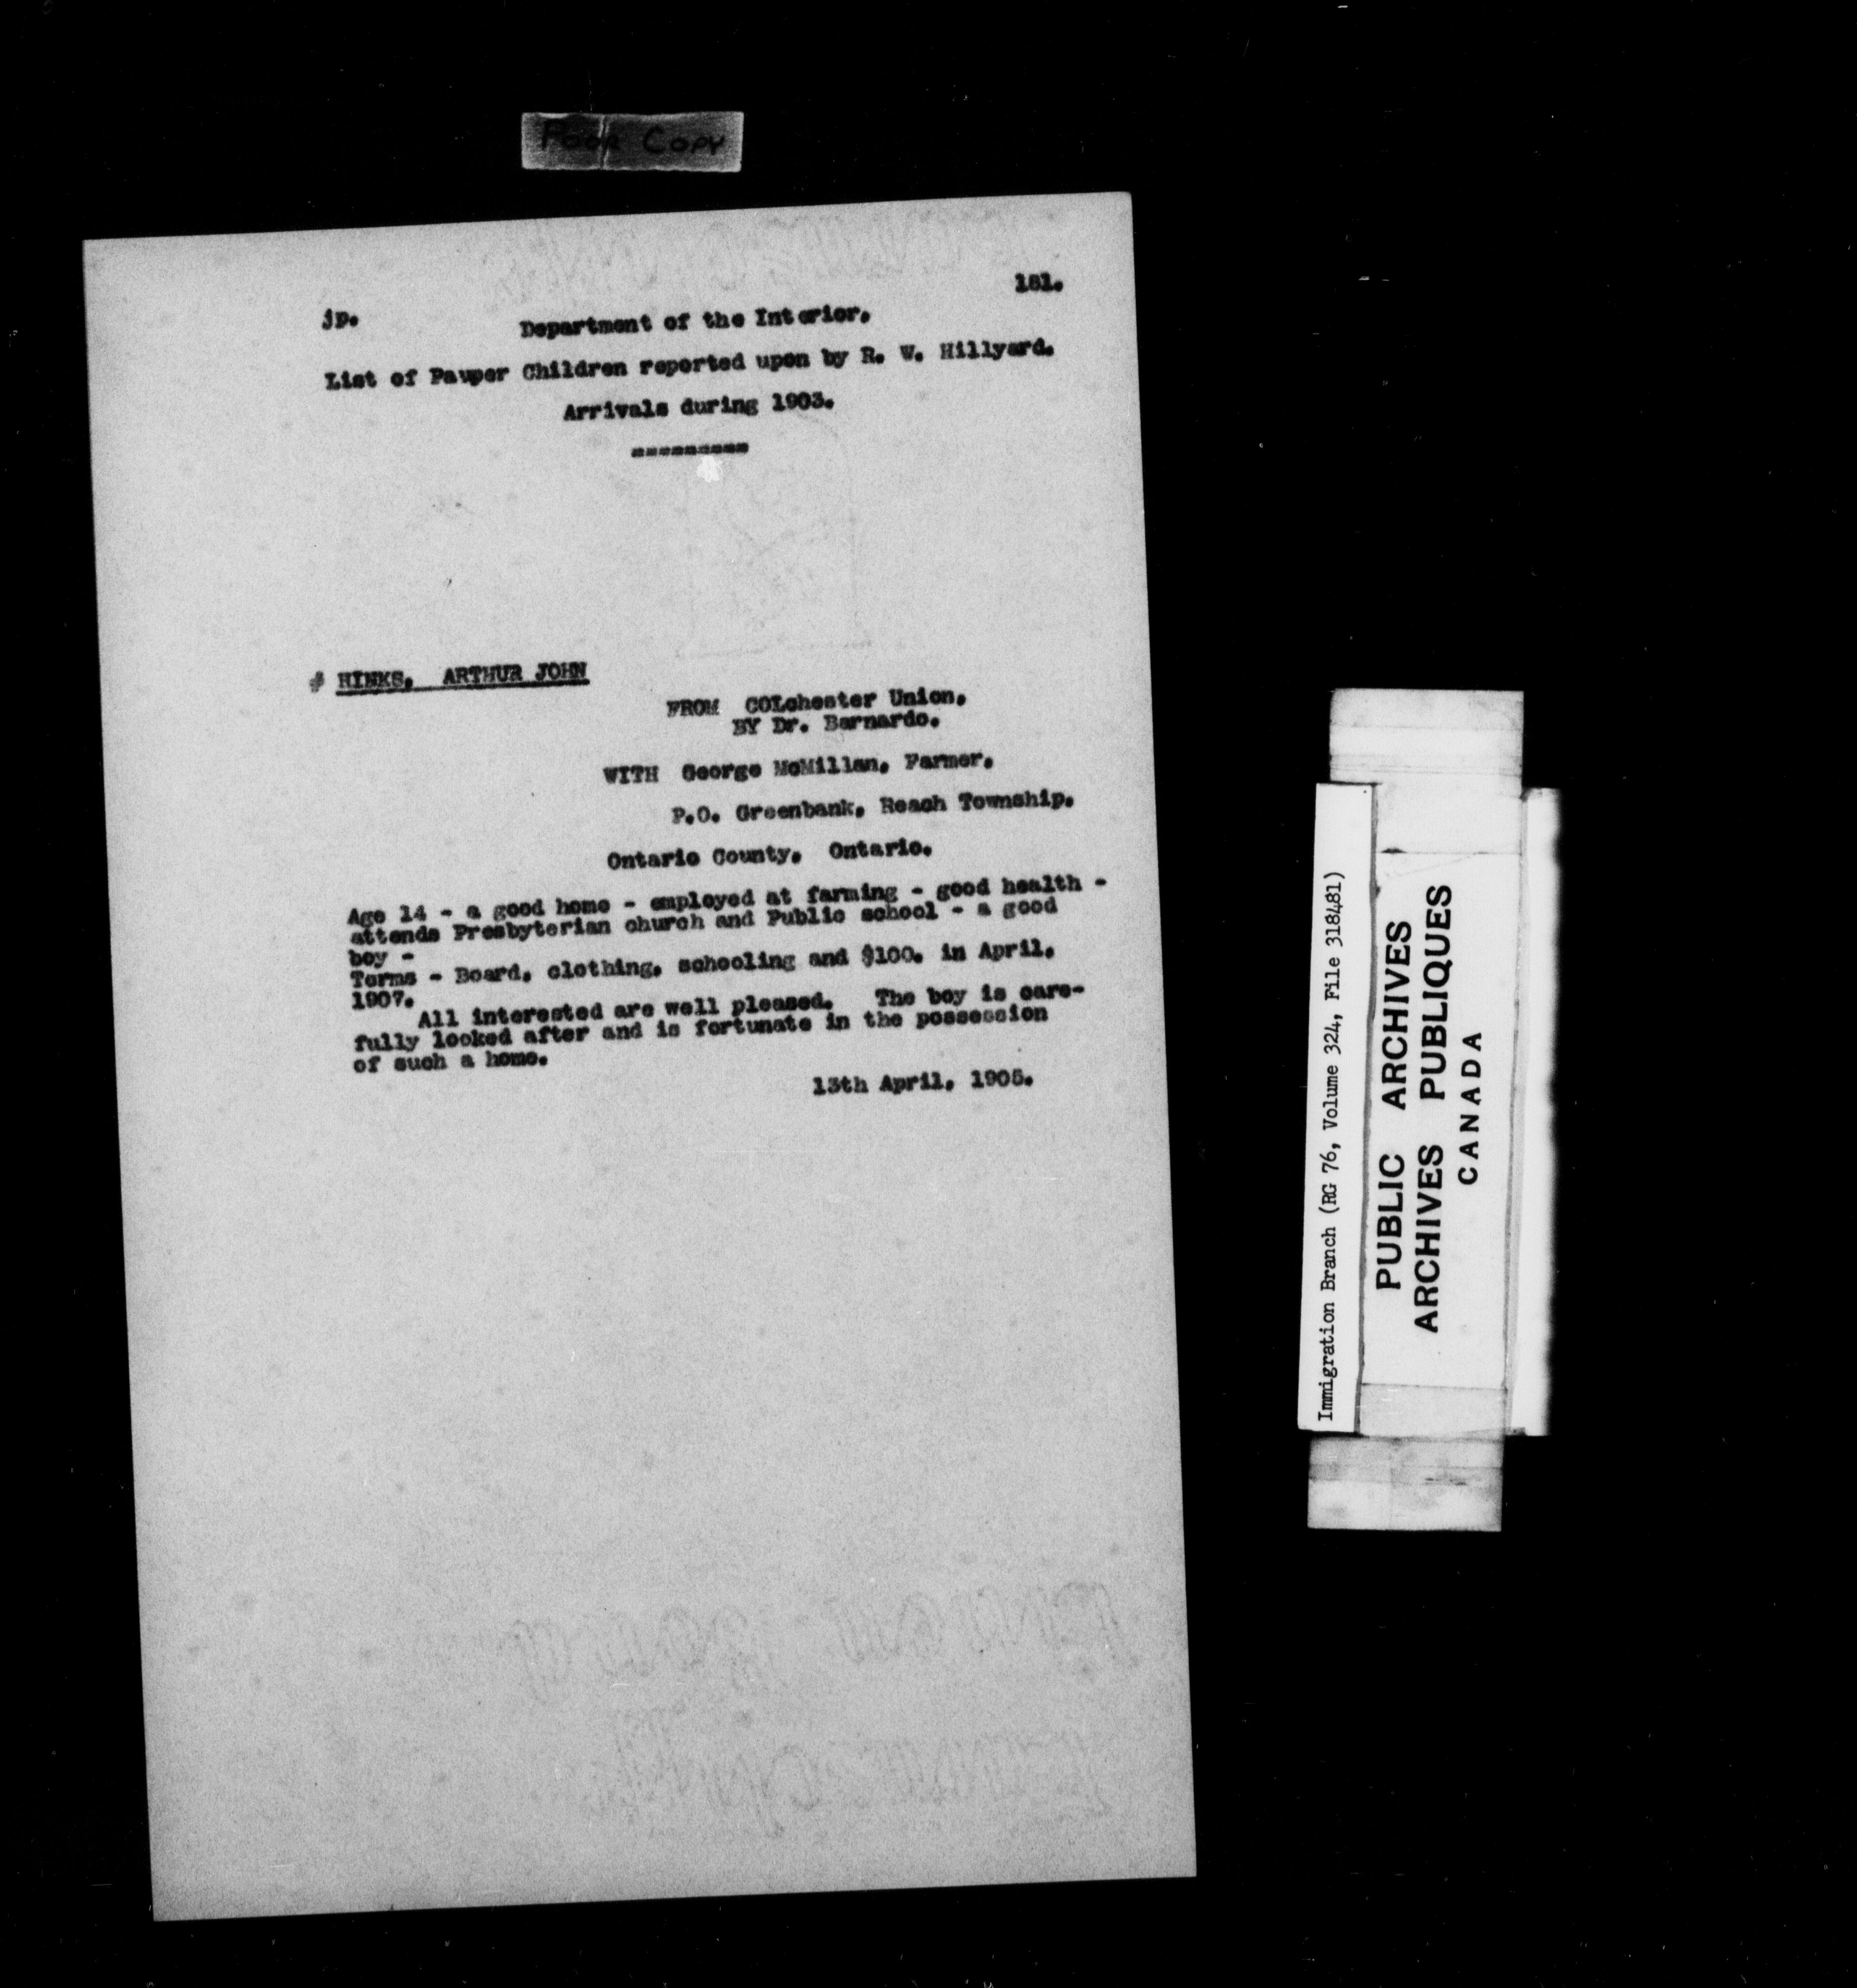 Poor Copy
181.
jp.
Department of the Interior.
List of Pauper Children reported upon by R. W. Hillyard.
Arrivals during 1903.
=========
# HINKS, ARTHUR JOHN
FROM COLchester Union.
BY Dr. Barnardo.
WITH George McMillan, Farmer.
P.O. Greenbank, Reach Township.
Ontario County, Ontario.
Age 14 - a good home - employed at farming - good health -
attends Presbyterian church and Public school - a good
boy -
Terms - Board, clothing, schooling and $100. in April,
1907.
All interested are well pleased. The boy is care-
fully looked after and is fortunate in the possession
of such a home.
13th April, 1905.
Immigration Branch (RG 76, Volume 324, File 318481)
PUBLIC ARCHIVES
ARCHIVES PUBLIQUES
CANADA